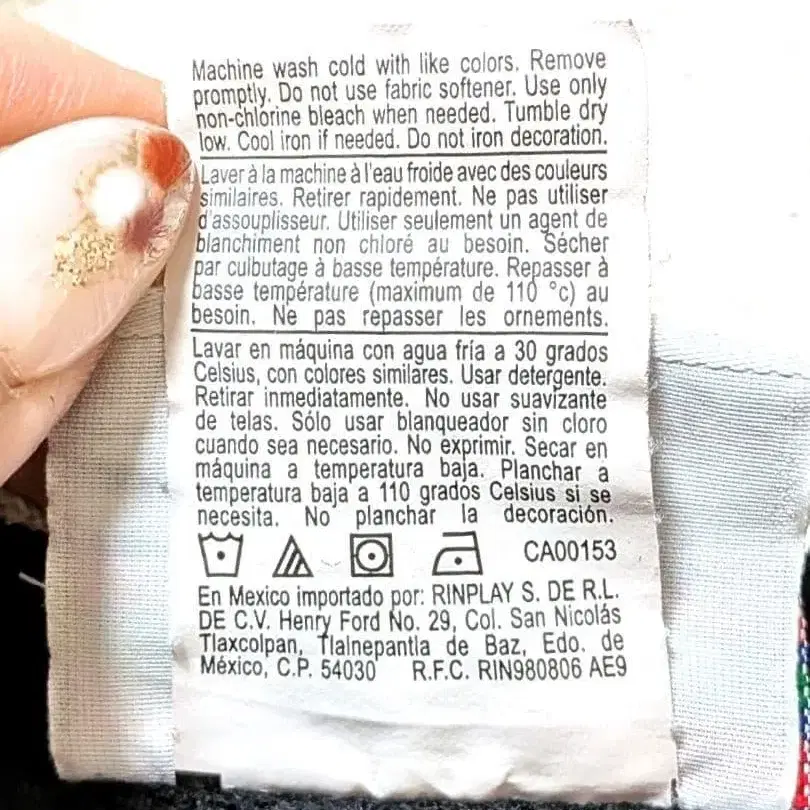 Machine wash cold with like colors. Remove
promptly. Do not use fabric softener. Use only
non-chlorine bleach when needed. Tumble dry
low. Cool iron if needed. Do not iron decoration.
Laver à la machine à l'eau froide avec des couleurs
similaires. Retirer rapidement. Ne pas utiliser
d'assouplisseur. Utiliser seulement un agent de
blanchiment non chloré au besoin. Sécher
par culbutage à basse température. Repasser à
basse température (maximum de 110 °c) au
besoin. Ne pas repasser les ornements.
Lavar en máquina con agua fría a 30 grados
Celsius, con colores similares. Usar detergente.
Retirar inmediatamente. No usar suavizante
de telas. Sólo usar blanqueador sin cloro
cuando sea necesario. No exprimir. Secar en
máquina a temperatura baja. Planchar a
temperatura baja a 110 grados Celsius si se
necesita. No planchar la decoración.
CA00153
En Mexico importado por: RINPLAY S. DE R.L.
DE C.V. Henry Ford No. 29, Col. San Nicolás
Tlaxcolpan, Tlalnepantla de Baz, Edo. de
México, C.P. 54030 R.F.C. RIN980806 AE9